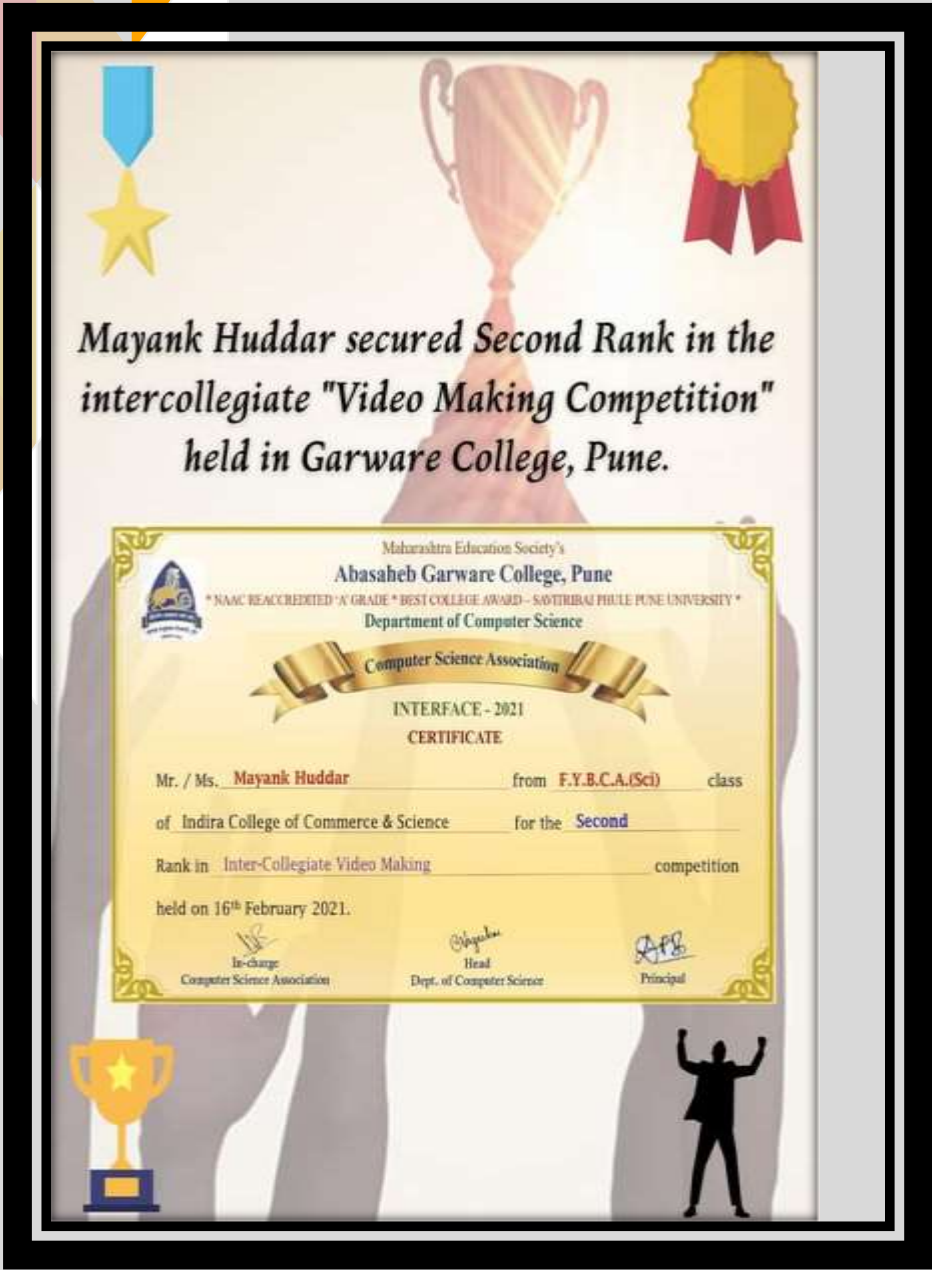 Mayank Huddar secured Second Rank in the
intercollegiate "Video Making Competition"
held in Garware College, Pune.
Maharashtra Education Society's
Abasaheb Garware College, Pune
* NAAC REACCREDITED 'A' GRADE * BEST COLLEGE AWARD – SAVITRIBAI PHULE PUNE UNIVERSITY *
Department of Computer Science
Computer Science Association
INTERFACE - 2021
CERTIFICATE
Mr. / Ms. Mayank Huddar from F.Y.B.C.A.(Sci) class
of Indira College of Commerce & Science for the Second
Rank in Inter-Collegiate Video Making competition
held on 16th February 2021.
In-charge Head Principal
Computer Science Association Dept. of Computer Science